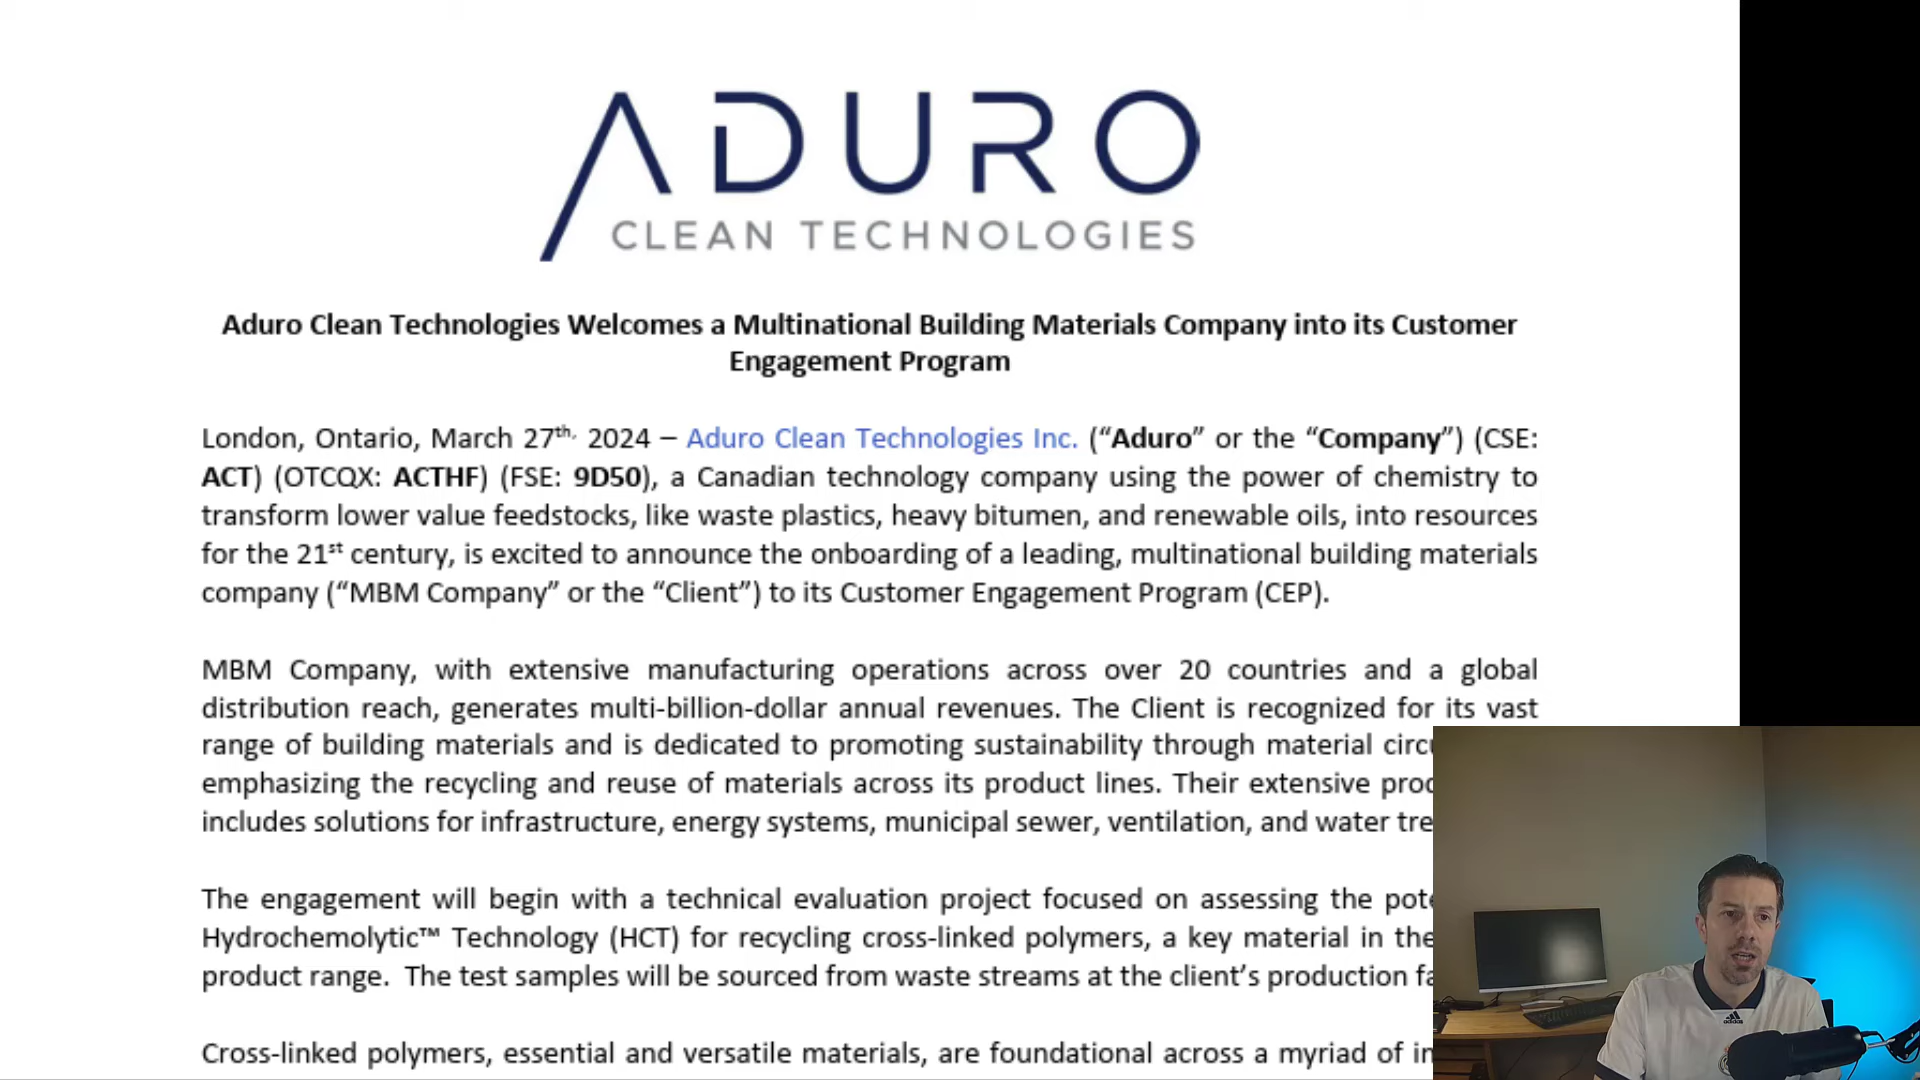 ADURO
CLEAN TECHNOLOGIES
Aduro Clean Technologies Welcomes a Multinational Building Materials Company into its Customer
Engagement Program
London, Ontario, March 27th, 2024 – Aduro Clean Technologies Inc. (“Aduro” or the “Company”) (CSE:
ACT) (OTCQX: ACTHF) (FSE: 9D50), a Canadian technology company using the power of chemistry to
transform lower value feedstocks, like waste plastics, heavy bitumen, and renewable oils, into resources
for the 21st century, is excited to announce the onboarding of a leading, multinational building materials
company (“MBM Company” or the “Client”) to its Customer Engagement Program (CEP).
MBM Company, with extensive manufacturing operations across over 20 countries and a global
distribution reach, generates multi-billion-dollar annual revenues. The Client is recognized for its vast
range of building materials and is dedicated to promoting sustainability through material
emphasizing the recycling and reuse of materials across its product lines. Their extensive
includes solutions for infrastructure, energy systems, municipal sewer, ventilation, and water
The engagement will begin with a technical evaluation project focused on assessing the
Hydrochemolytic™ Technology (HCT) for recycling cross-linked polymers, a key material in the
product range. The test samples will be sourced from waste streams at the client’s production
Cross-linked polymers, essential and versatile materials, are foundational across a myriad of
adidas